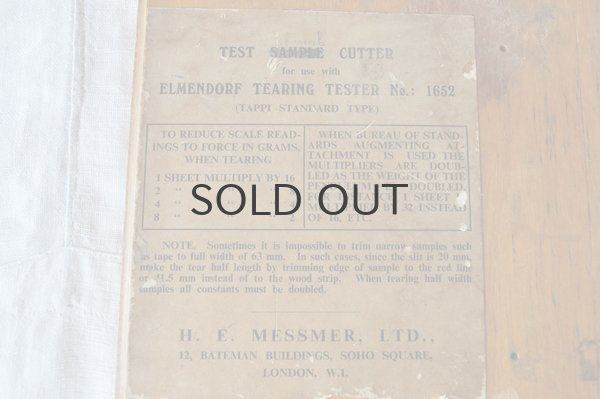 TEST SAMPLE CUTTER
for use with
ELMENDORF TEARING TESTER No.: 1652
(TAPPI STANDARD TYPE)
TO REDUCE SCALE READ-
INGS TO FORCE IN GRAMS,
WHEN TEARING
1 SHEET MULTIPLY BY 16
2 " "
4 " " 4
8 " 2
WHEN BUREAU OF STAND-
ARDS AUGMENTING AT-
TACHMENT IS USED THE
MULTIPLIERS ARE DOUB-
LED AS THE WEIGHT OF THE
DOUBLED.
1 SHEET
32 INSTEAD
OF 16, ETC.
SOLD OUT
NOTE. Sometimes it is impossible to trim narrow samples such
as tape to full width of 63 mm. In such cases, since the slit is 20 mm,
make the tear half length by trimming edge of sample to the red line
or 41.5 mm instead of to the wood strip. When tearing half width
samples all constants must be doubled.
H. E. MESSMER, LTD.,
12, BATEMAN BUILDINGS, SOHO SQUARE,
LONDON, W.1.